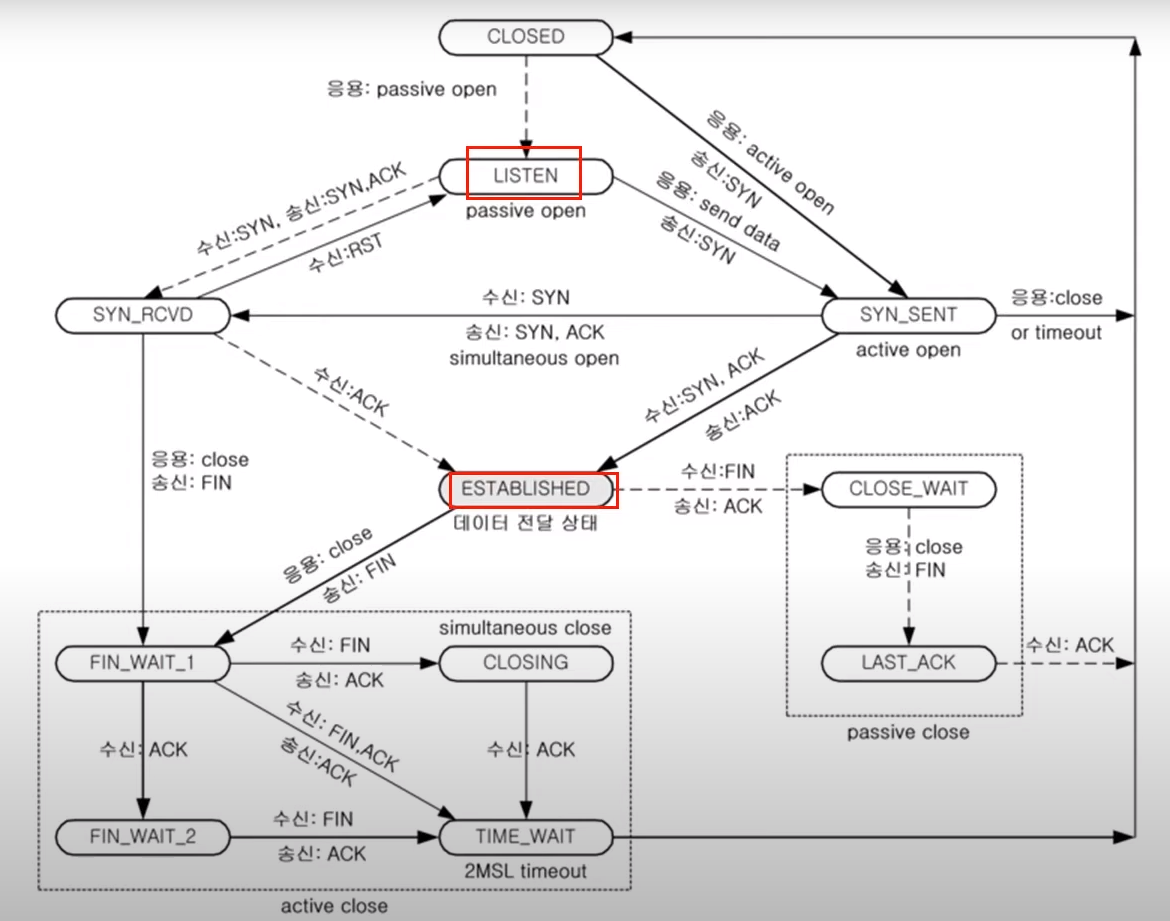 CLOSED
응용: passive open
응용: active open
송신:SYN
LISTEN
passive open
수신:SYN, 송신:SYN,ACK
수신:RST
응용: send data
송신:SYN
SYN_RCVD
수신: SYN
송신: SYN, ACK
simultaneous open
SYN_SENT
active open
응용:close
or timeout
수신:ACK
수신:SYN, ACK
송신:ACK
응용: close
송신: FIN
ESTABLISHED
데이터 전달 상태
수신:FIN
송신: ACK
CLOSE_WAIT
응용: close
송신: FIN
응용: close
송신: FIN
LAST_ACK
수신: ACK
passive close
simultaneous close
FIN_WAIT_1
수신: FIN
송신: ACK
CLOSING
수신: ACK
수신: FIN,ACK
송신:ACK
수신: ACK
FIN_WAIT_2
수신: FIN
송신: ACK
TIME_WAIT
2MSL timeout
active close